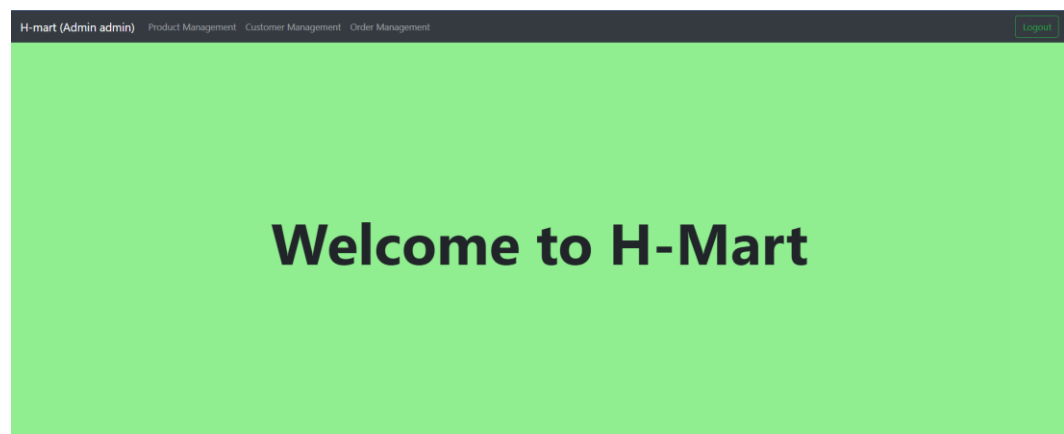 H-mart (Admin admin) Product Management Customer Management Order Management Logout
Welcome to H-Mart